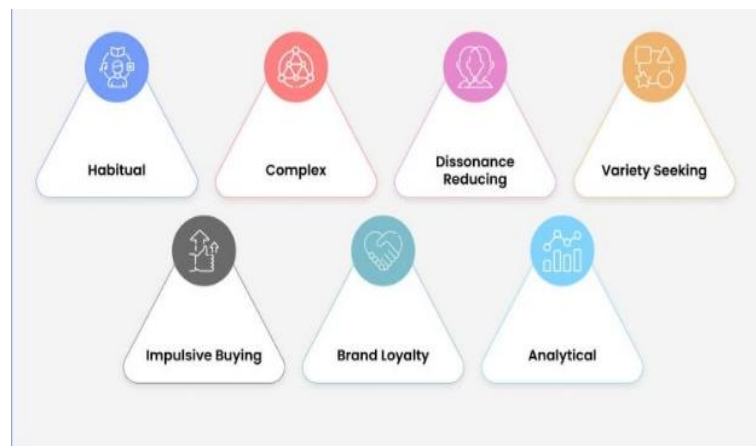 Habitual
Complex
Dissonance
Reducing
Variety Seeking
Impulsive Buying
Brand Loyalty
Analytical